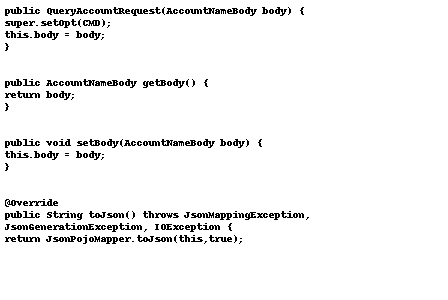 public QueryAccountRequest(AccountNameBody body) {
super.setOpt(CMD);
this.body = body;
}
public AccountNameBody getBody() {
return body;
}
public void setBody(AccountNameBody body) {
this.body = body;
}
@Override
public String toJson() throws JsonMappingException,
JsonGenerationException, IOException {
return JsonPojoMapper.toJson(this,true);